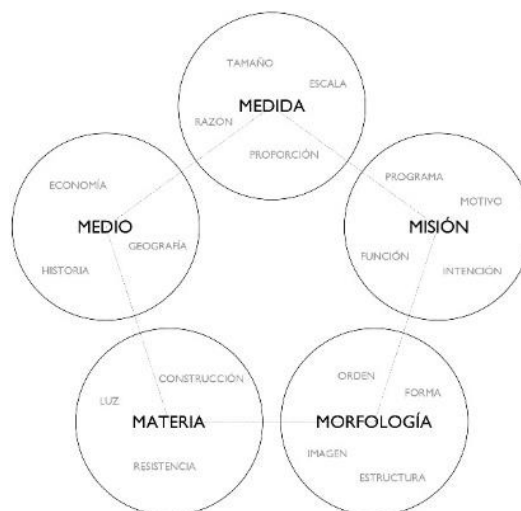 TAMAÑO
ESCALA
MEDIDA
RAZON
PROPORCIÓN
ECONOMÍA
MEDIO
GEOGRAFÍA
HISTORIA
PROGRAMA
MOTIVO
MISIÓN
FUNCIÓN
INTENCIÓN
CONSTRUCCIÓN
LUZ
MATERIA
RESISTENCIA
ORDEN
FORMA
MORFOLOGÍA
IMAGEN
ESTRUCTURA